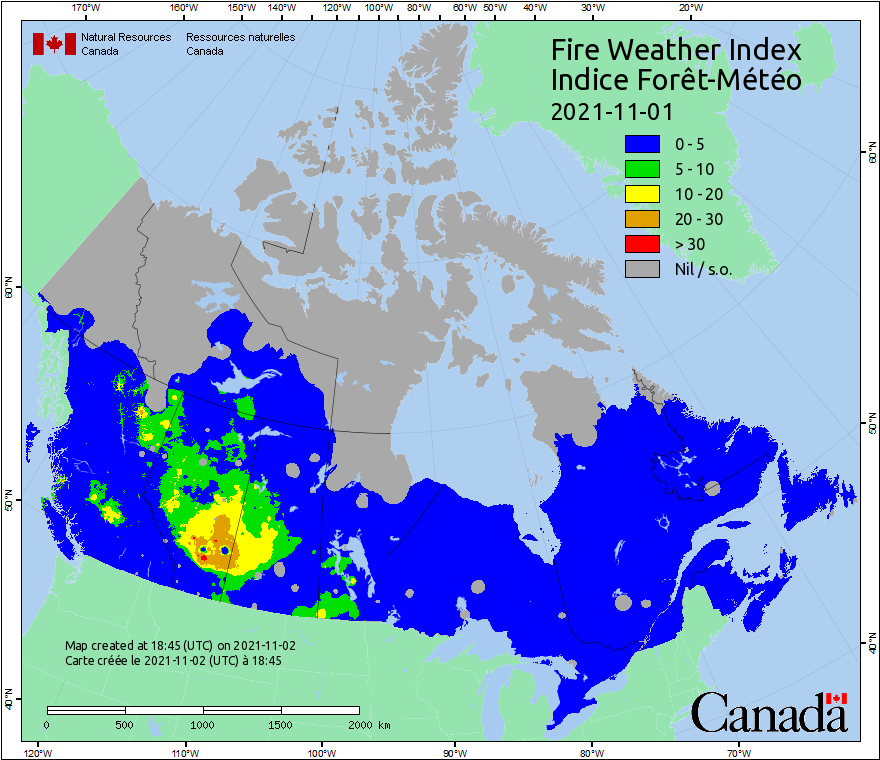 170°W 160°W 150°W 140°W 130°W 120°W 110°W 100°W 90°W 80°W 70°W 60°W 50°W 40°W 30°W 20°W
Natural Resources Canada
Ressources naturelles Canada
Fire Weather Index
Indice Forêt-Météo
2021-11-01
0 - 5
5 - 10
10 - 20
20 - 30
> 30
Nil / s.o.
60°N
60°N
50°N
50°N
40°N
40°N
Map created at 18:45 (UTC) on 2021-11-02
Carte créée le 2021-11-02 (UTC) à 18:45
0 500 1000 1500 2000 km
Canada
120°W 110°W 100°W 90°W 80°W 70°W